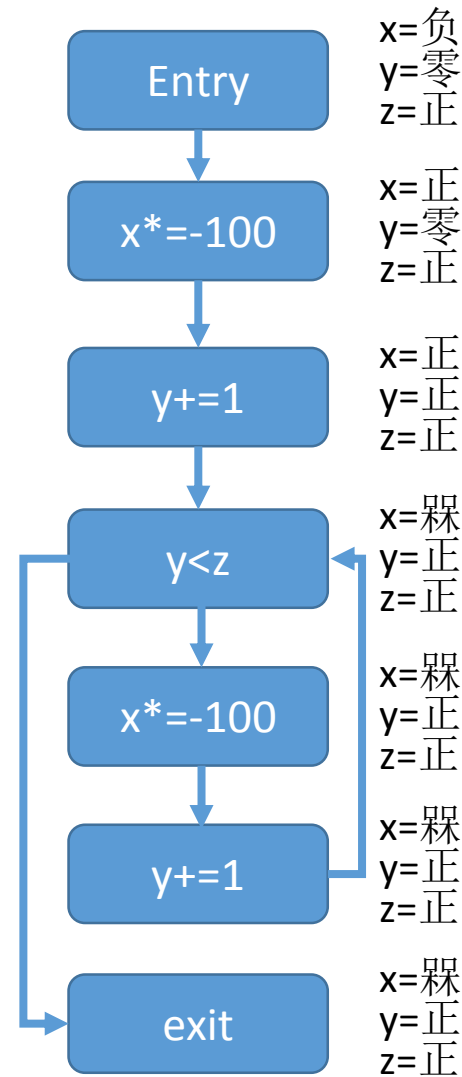 Entry
x=负
y=零
z=正
x*=-100
x=正
y=零
z=正
y+=1
x=正
y=正
z=正
y<z
x=槑
y=正
z=正
x*=-100
x=槑
y=正
z=正
y+=1
x=槑
y=正
z=正
exit
x=槑
y=正
z=正